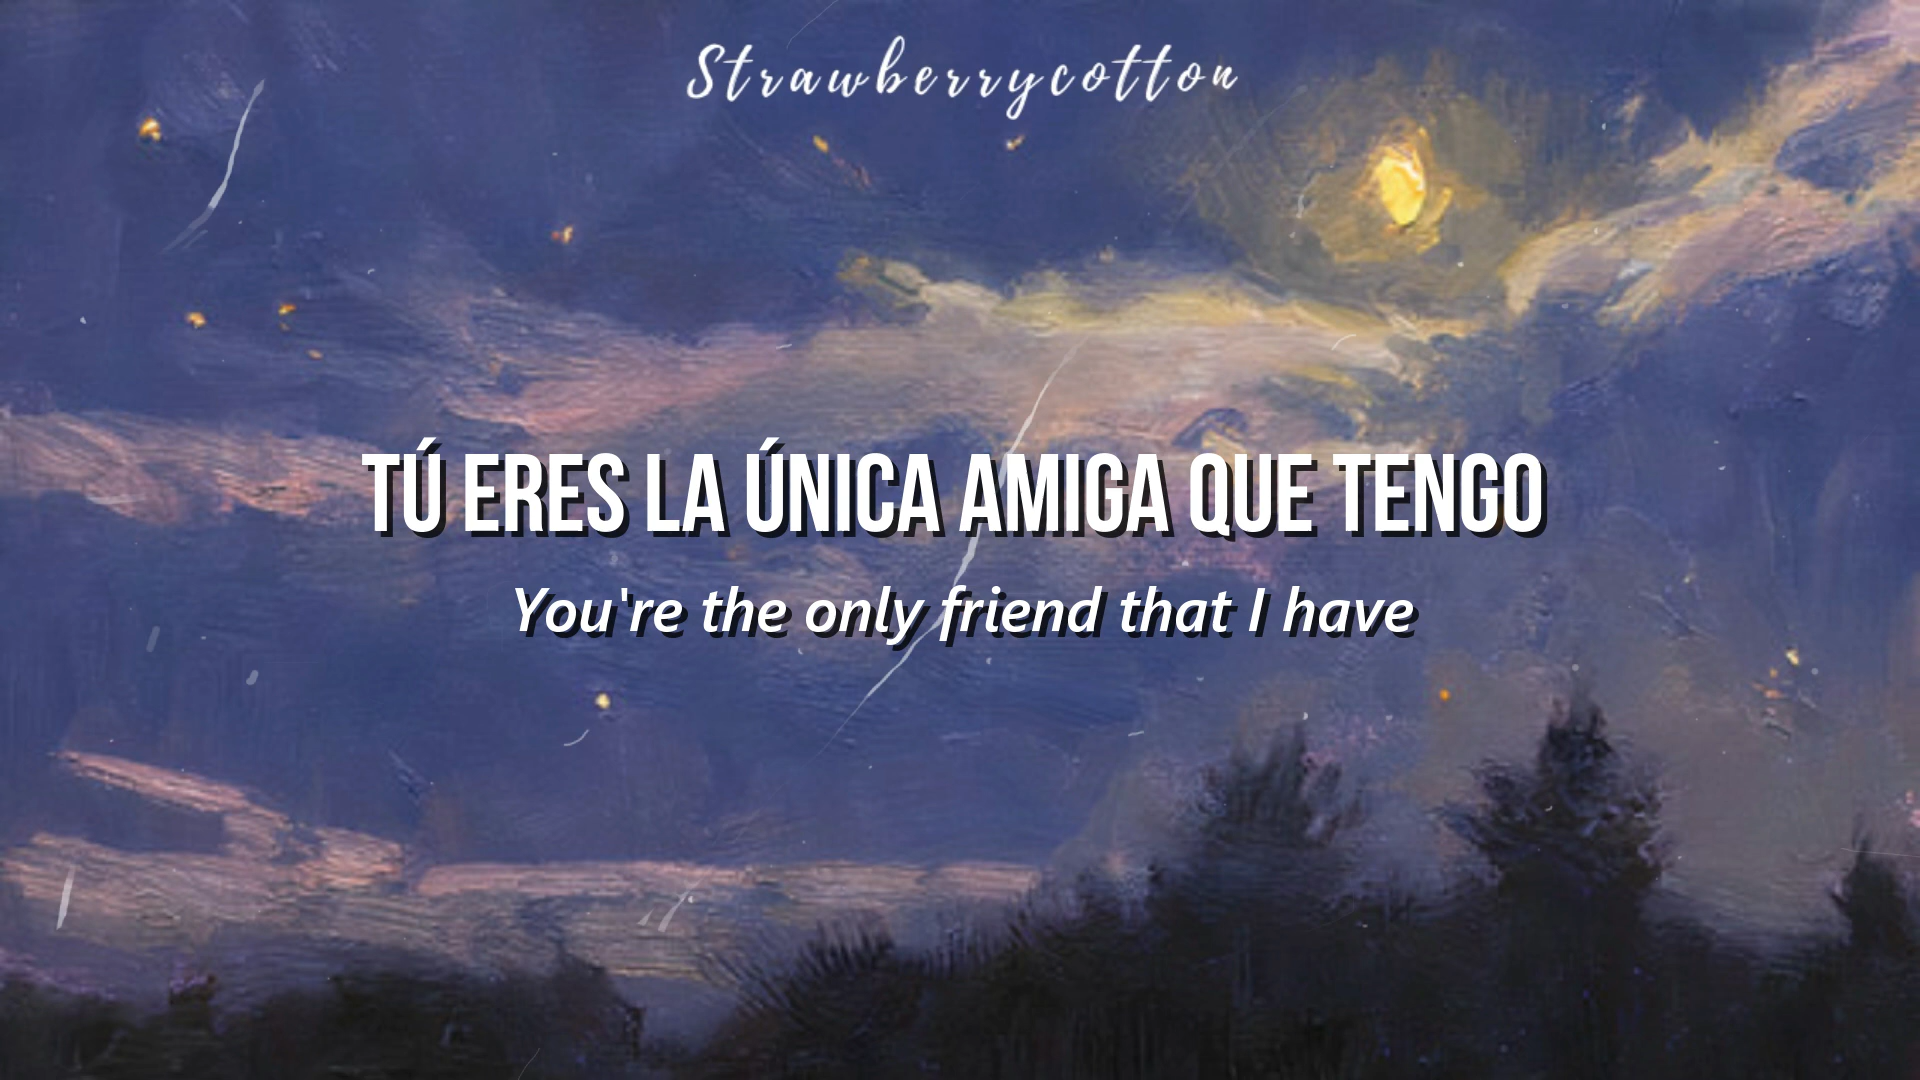 Strawberrycotton
TÚ ERES LA ÚNICA AMIGA QUE TENGO
You're the only friend that I have